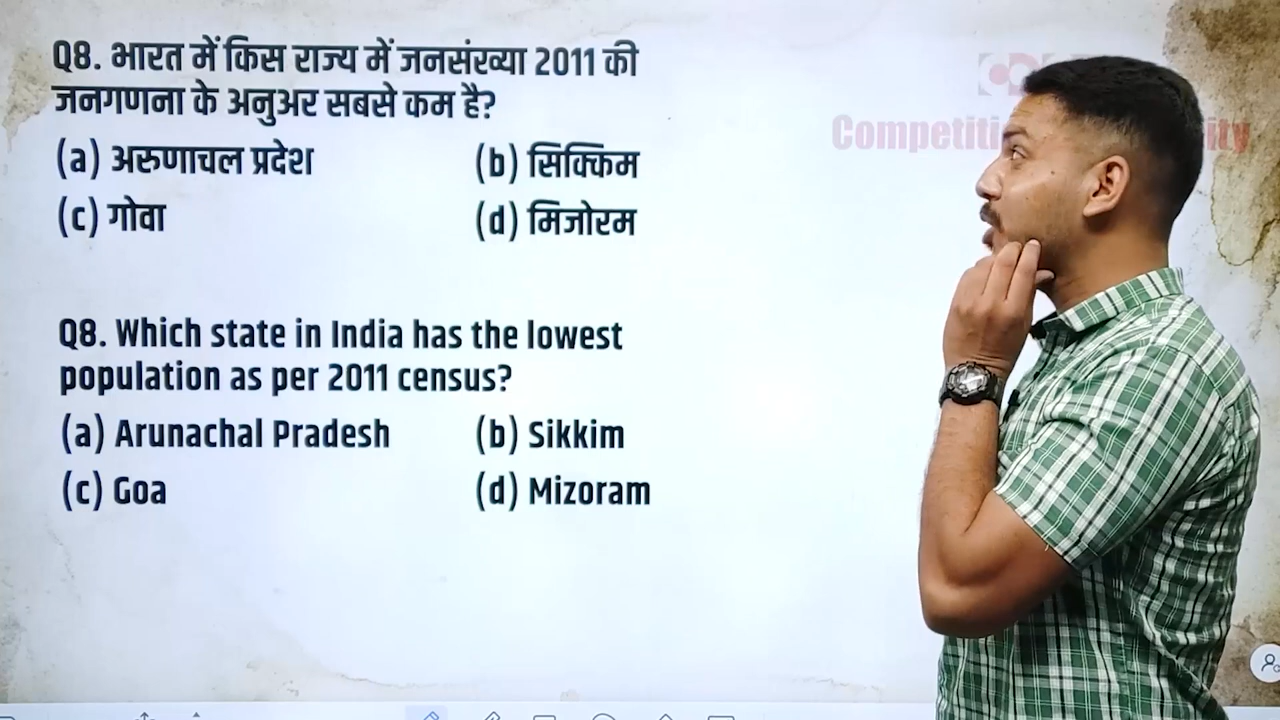 Q8. भारत में किस राज्य में जनसंख्या 2011 की
जनगणना के अनुअर सबसे कम है?
(a) अरुणाचल प्रदेश (b) सिक्किम
(c) गोवा (d) मिजोरम
Q8. Which state in India has the lowest
population as per 2011 census?
(a) Arunachal Pradesh (b) Sikkim
(c) Goa (d) Mizoram